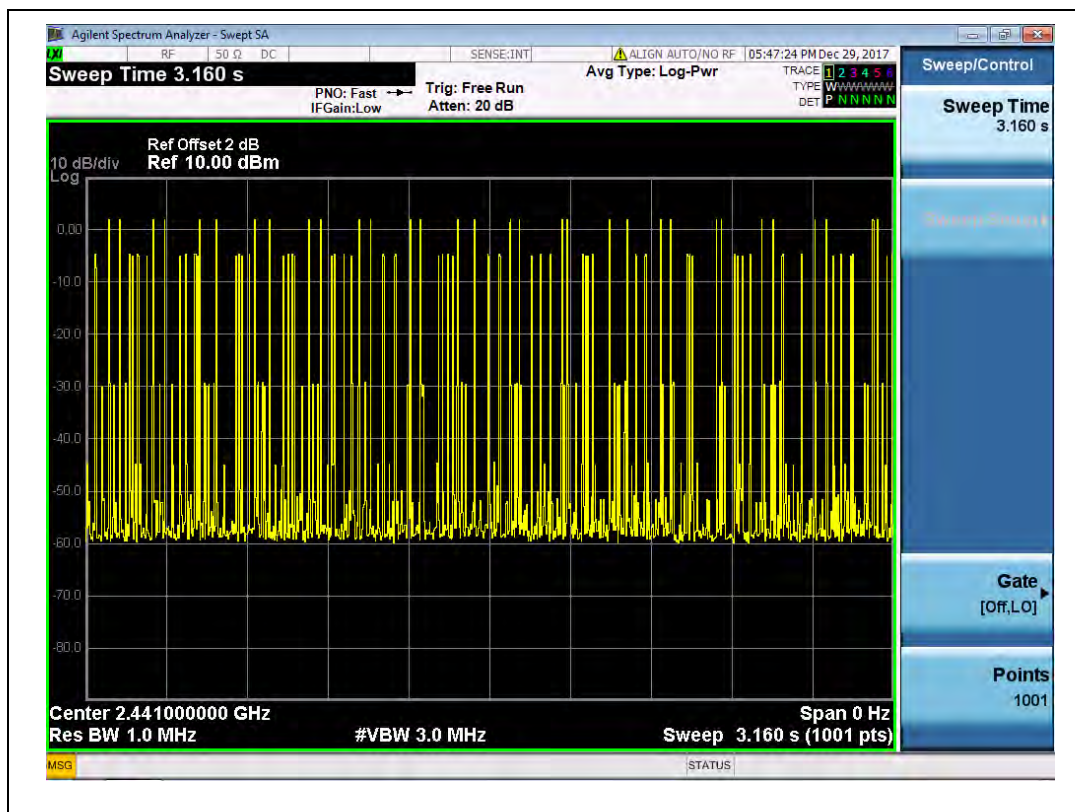 Agilent Spectrum Analyzer - Swept SA
LXI RF 50 Ω DC SENSE:INT ALIGN AUTO/NO RF 05:47:24 PM Dec 29, 2017
Sweep Time 3.160 s
PNO: Fast
IFGain:Low
Trig: Free Run
Atten: 20 dB
Avg Type: Log-Pwr
TRACE 1 2 3 4 5 6
TYPE WWWWWWW
DET P N N N N N
Sweep/Control
Sweep Time
3.160 s
10 dB/div
Log
Ref Offset 2 dB
Ref 10.00 dBm
0.00
-10.0
-20.0
-30.0
-40.0
-50.0
-60.0
-70.0
-80.0
Gate
[Off,LO]
Points
1001
Center 2.441000000 GHz
Span 0 Hz
Res BW 1.0 MHz
#VBW 3.0 MHz
Sweep 3.160 s (1001 pts)
MSG
STATUS